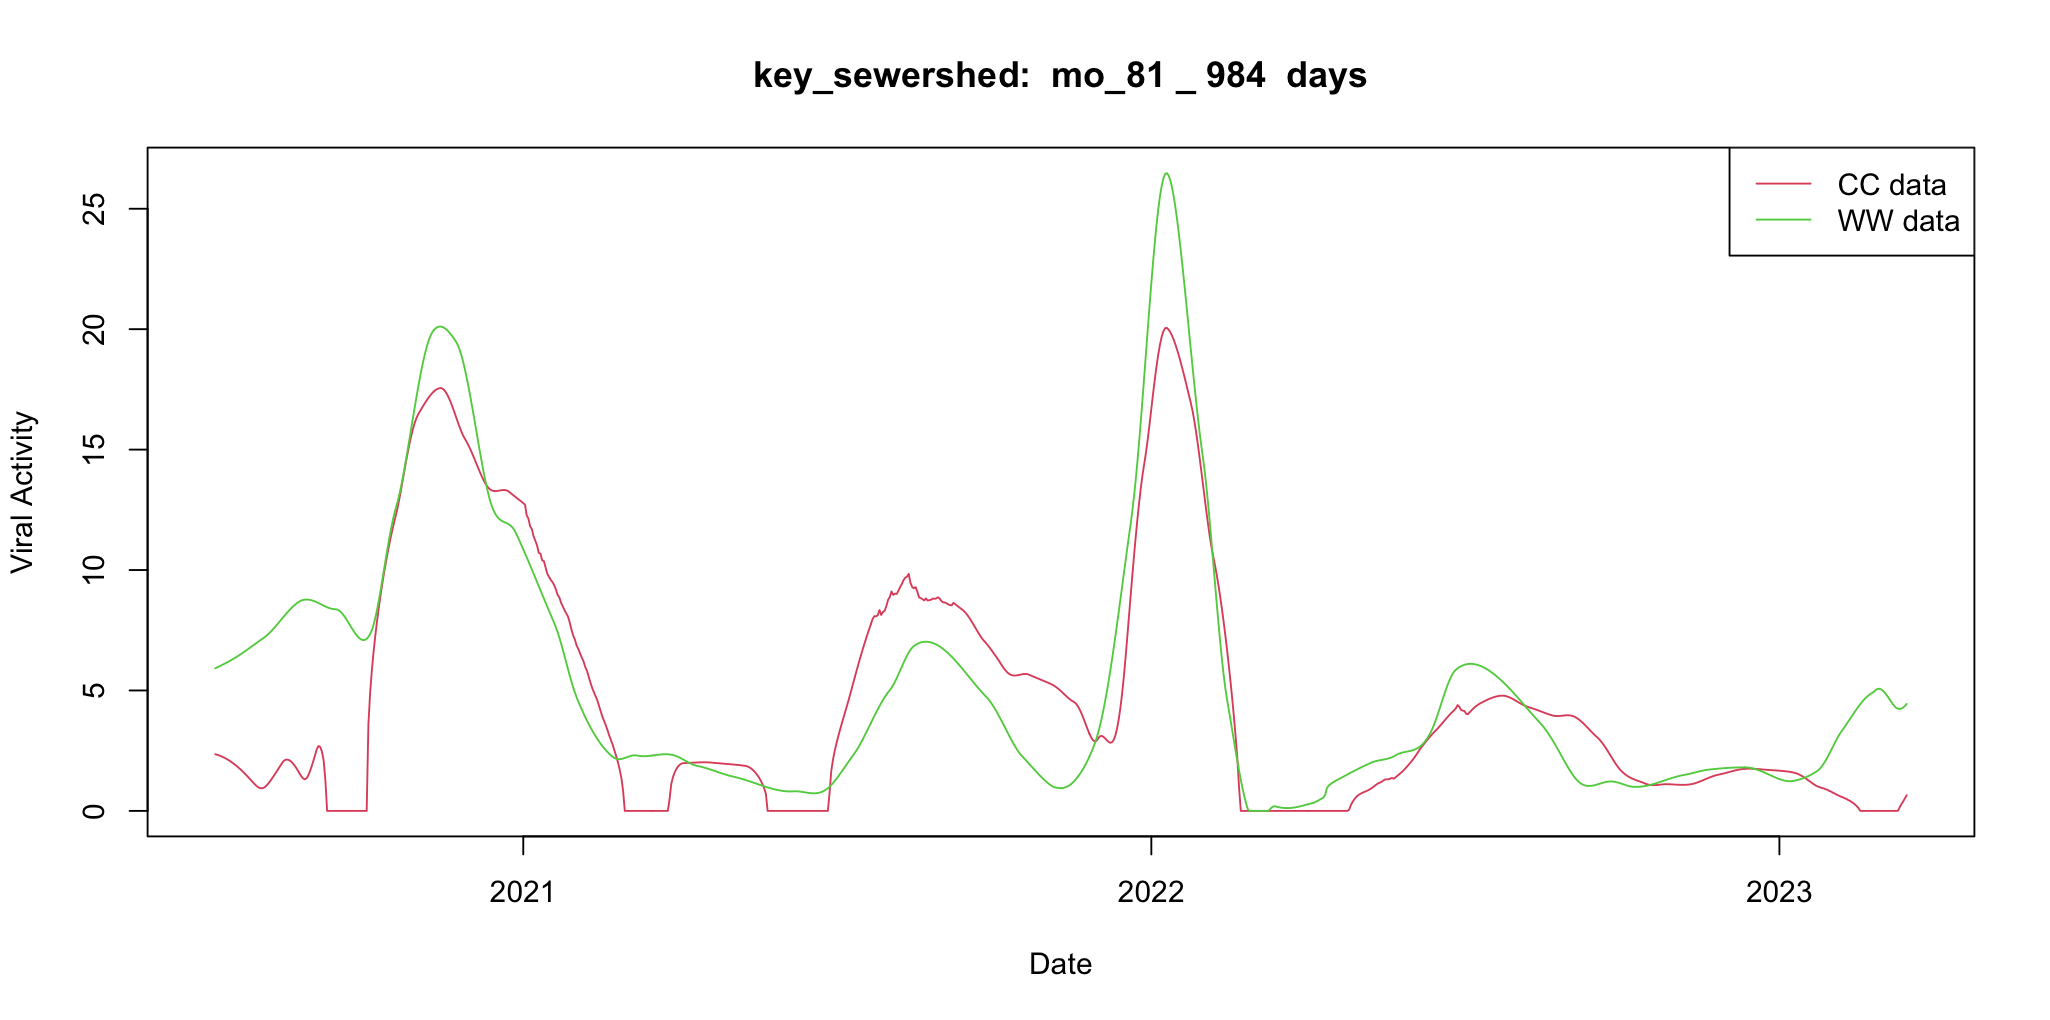 key_sewershed:  mo_81 _ 984  days
CC data
WW data
Viral Activity
25
20
15
10
5
0
2021
2022
2023
Date